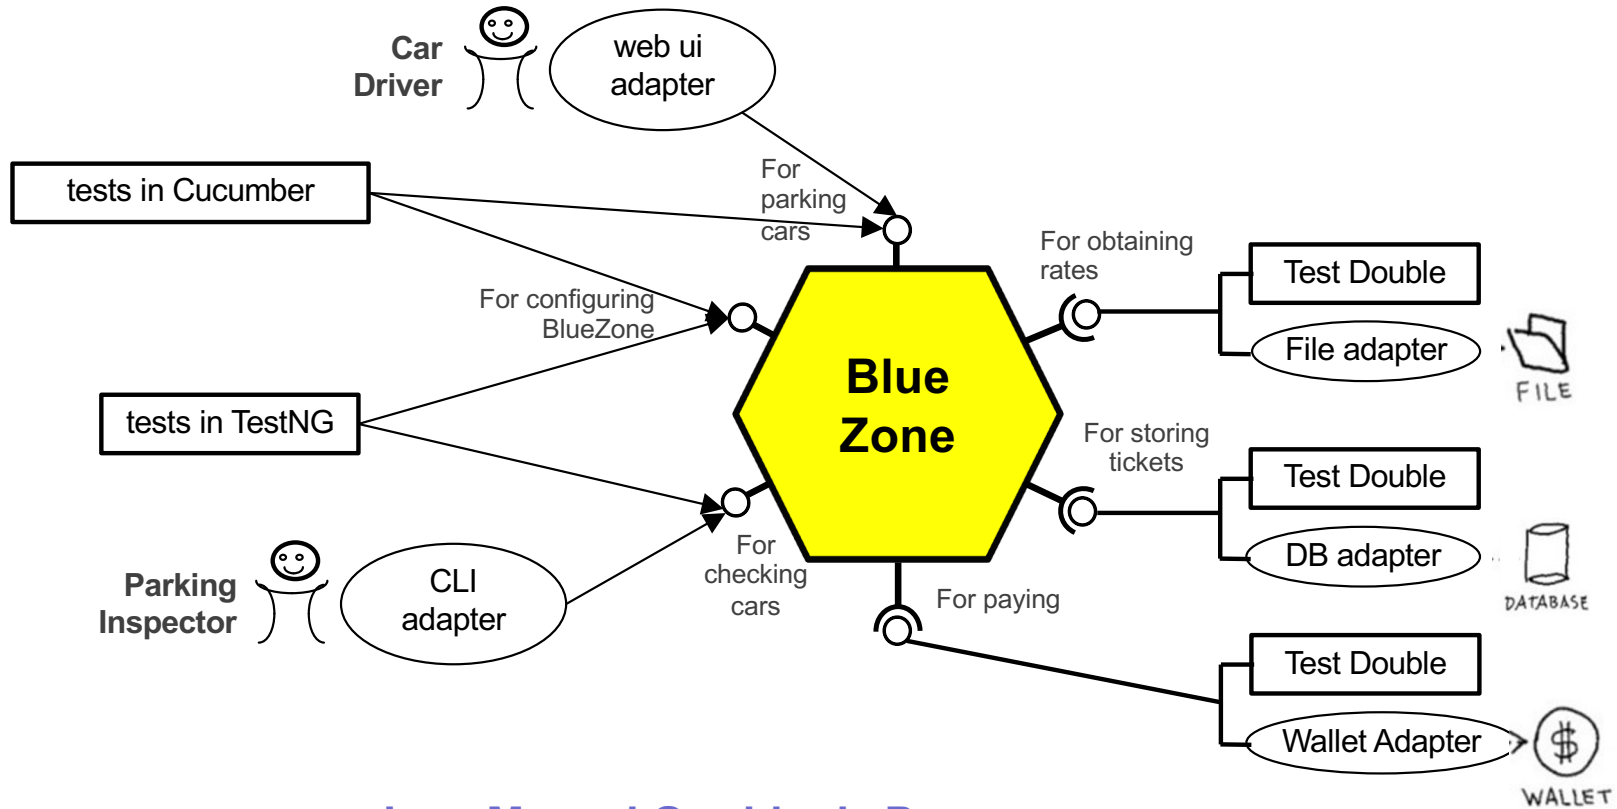 Car
Driver
web ui
adapter
tests in Cucumber
For
parking
cars
For obtaining
rates
Test Double
File adapter
FILE
For configuring
BlueZone
Blue
Zone
tests in TestNG
For storing
tickets
Test Double
DB adapter
DATABASE
Parking
Inspector
CLI
adapter
For
checking
cars
For paying
Test Double
Wallet Adapter
$
WALLET